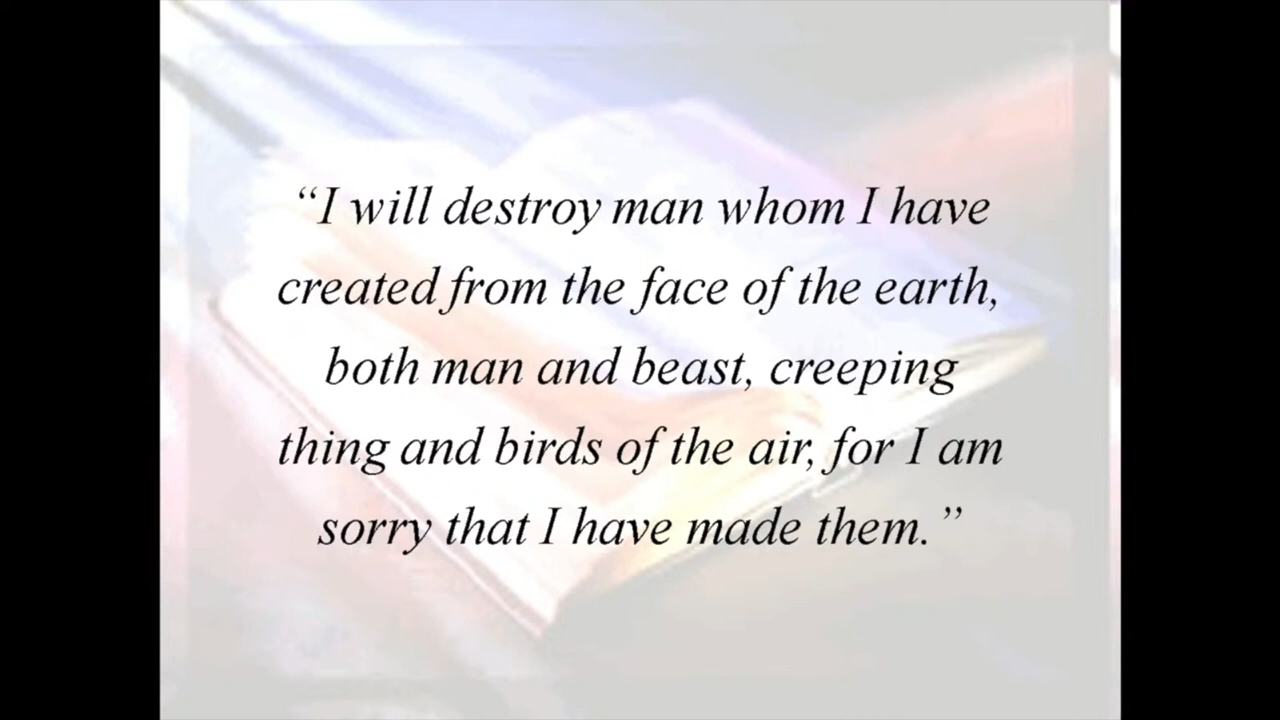 “I will destroy man whom I have
created from the face of the earth,
both man and beast, creeping
thing and birds of the air, for I am
sorry that I have made them.”